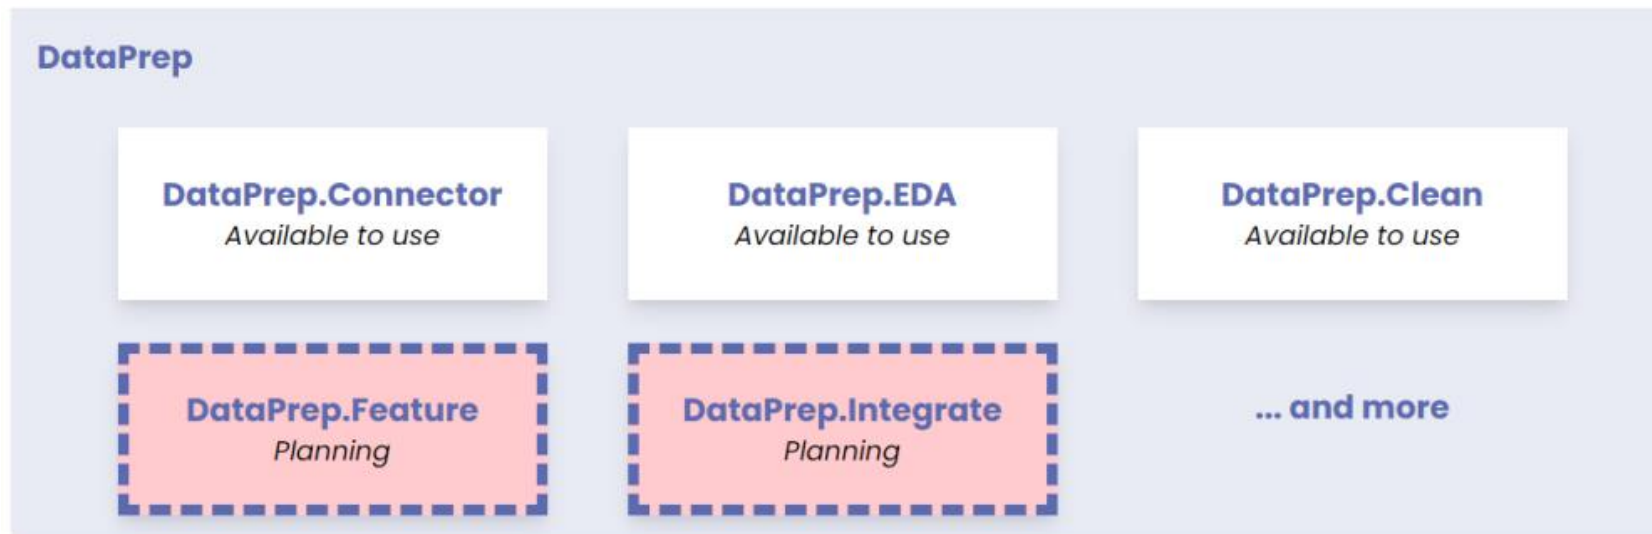 DataPrep
DataPrep.Connector
Available to use
DataPrep.EDA
Available to use
DataPrep.Clean
Available to use
DataPrep.Feature
Planning
DataPrep.Integrate
Planning
... and more